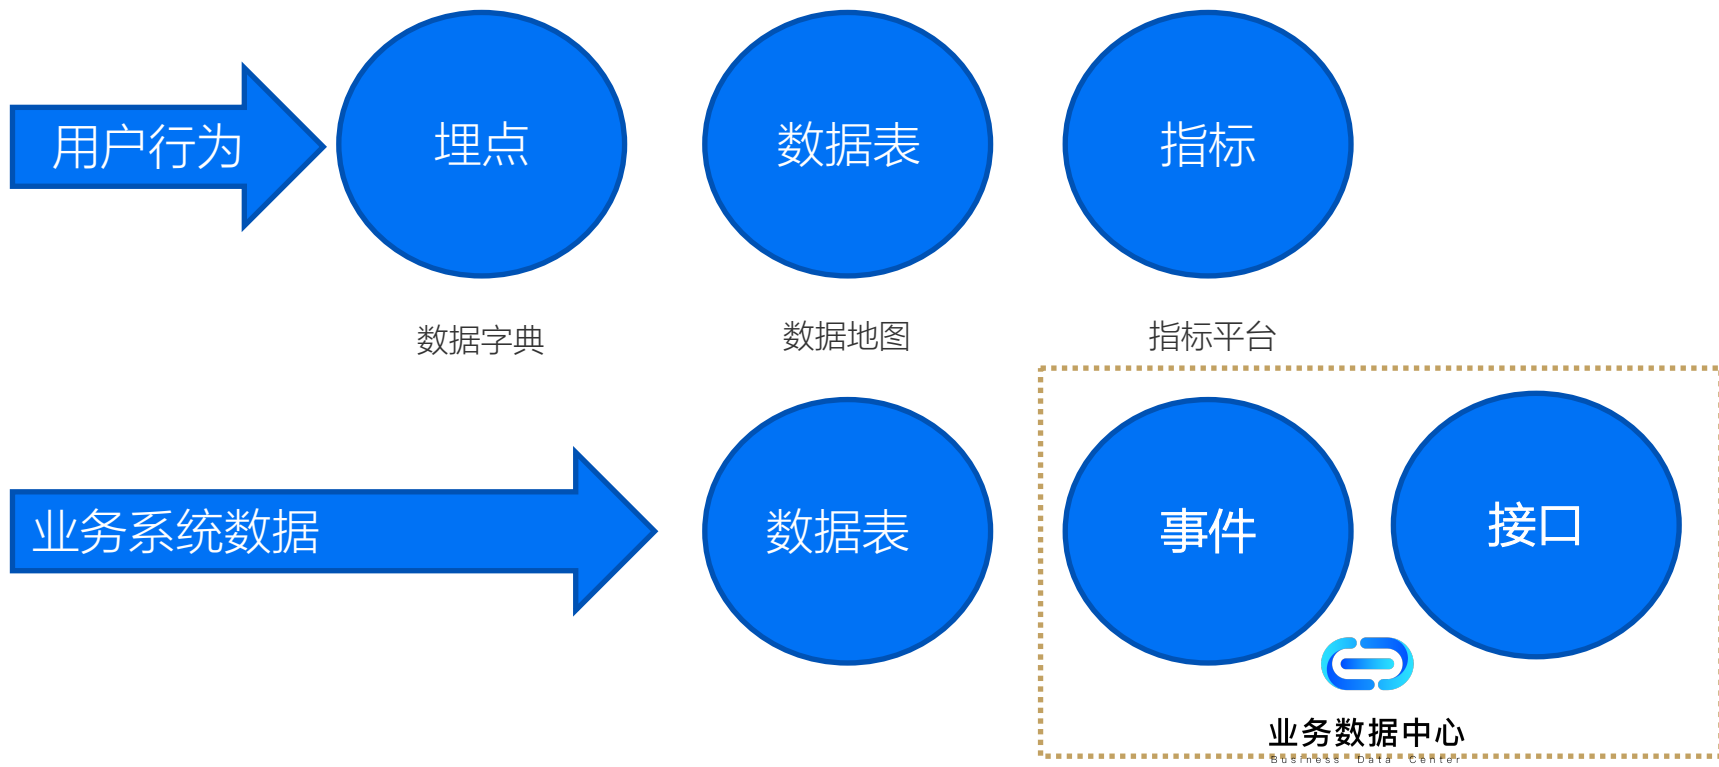 用户行为
埋点
数据表
指标
数据字典
数据地图
指标平台
业务系统数据
数据表
事件
接口
业务数据中心
Business Data Center